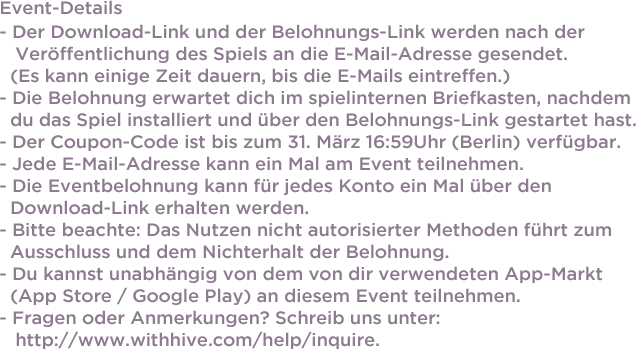 Event-Details
- Der Download-Link und der Belohnungs-Link werden nach der
Veröffentlichung des Spiels an die E-Mail-Adresse gesendet.
(Es kann einige Zeit dauern, bis die E-Mails eintreffen.)
- Die Belohnung erwartet dich im spielinternen Briefkasten, nachdem
du das Spiel installiert und über den Belohnungs-Link gestartet hast.
- Der Coupon-Code ist bis zum 31. März 16:59Uhr (Berlin) verfügbar.
- Jede E-Mail-Adresse kann ein Mal am Event teilnehmen.
- Die Eventbelohnung kann für jedes Konto ein Mal über den
Download-Link erhalten werden.
- Bitte beachte: Das Nutzen nicht autorisierter Methoden führt zum
Ausschluss und dem Nichterhalt der Belohnung.
- Du kannst unabhängig von dem von dir verwendeten App-Markt
(App Store / Google Play) an diesem Event teilnehmen.
- Fragen oder Anmerkungen? Schreib uns unter:
http://www.withhive.com/help/inquire.